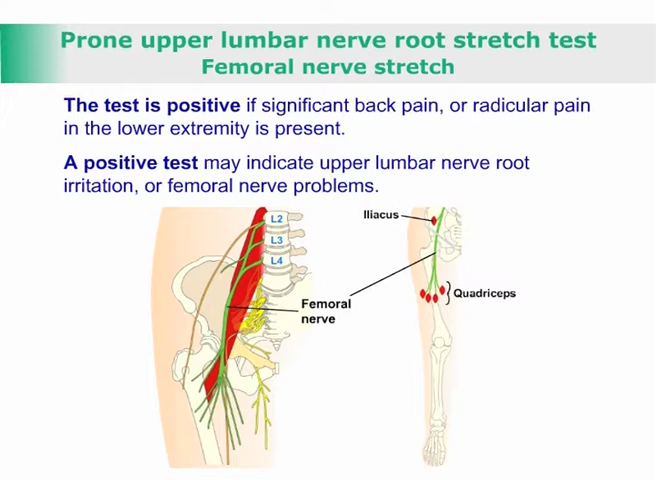 Prone upper lumbar nerve root stretch test
Femoral nerve stretch
The test is positive if significant back pain, or radicular pain
in the lower extremity is present.
A positive test may indicate upper lumbar nerve root
irritation, or femoral nerve problems.
L2
L3
L4
Femoral
nerve
Iliacus
Quadriceps